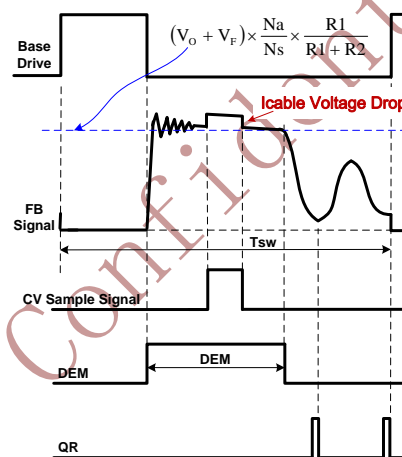 Base
Drive
(V_O + V_F) × Na/Ns × R1/(R1 + R2)
Icable Voltage Drop
FB
Signal
Tsw
CV Sample Signal
DEM
DEM
QR
Confident